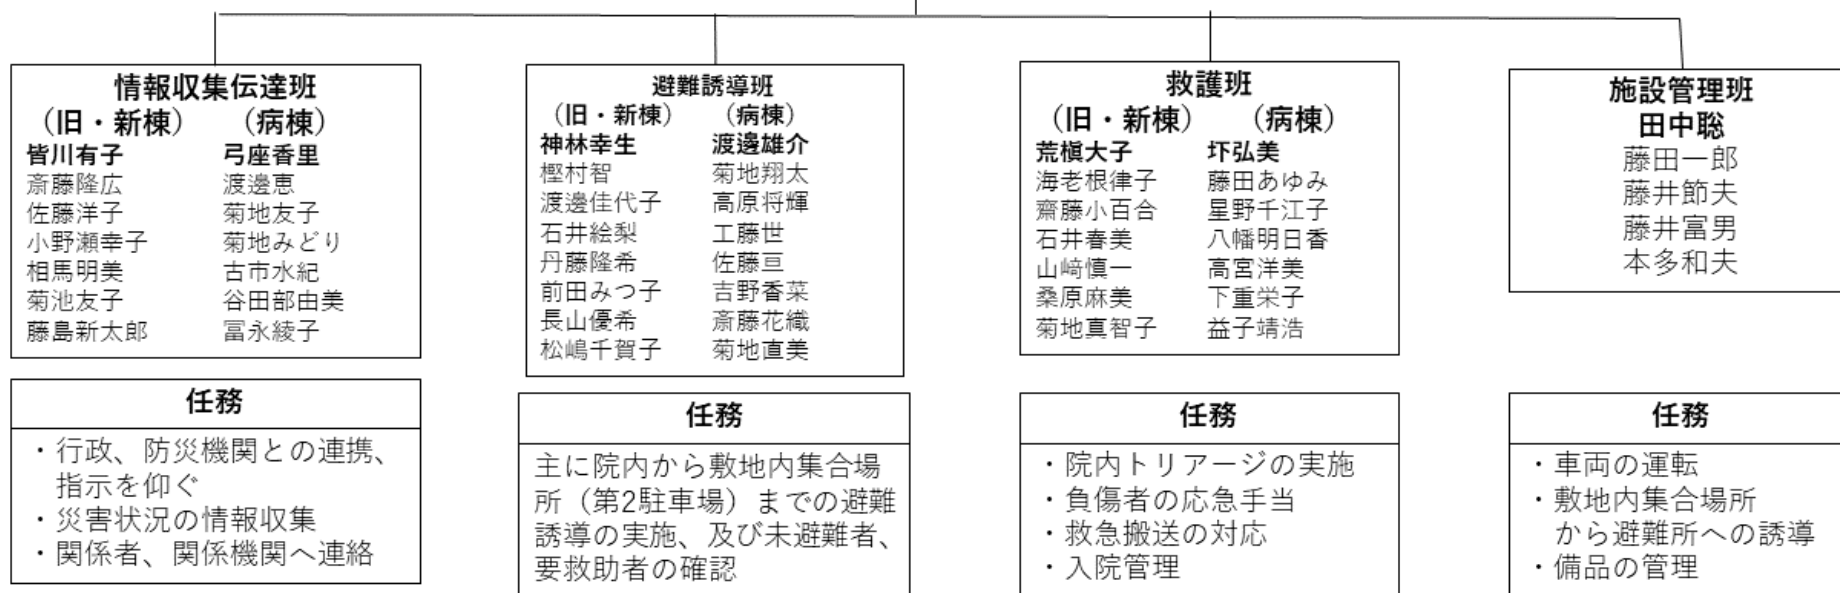 情報収集伝達班
（旧・新棟） （病棟）
皆川有子 弓座香里
斎藤隆広 渡邊恵
佐藤洋子 菊地友子
小野瀬幸子 菊地みどり
相馬明美 古市水紀
菊池友子 谷田部由美
藤島新太郎 冨永綾子
任務
・行政、防災機関との連携、
指示を仰ぐ
・災害状況の情報収集
・関係者、関係機関へ連絡
避難誘導班
（旧・新棟） （病棟）
神林幸生 渡邊雄介
樫村智 菊地翔太
渡邊佳代子 高原将輝
石井絵梨 工藤世
丹藤隆希 佐藤亘
前田みつ子 吉野香菜
長山優希 斎藤花織
松嶋千賀子 菊地直美
任務
主に院内から敷地内集合場
所（第2駐車場）までの避難
誘導の実施、及び未避難者、
要救助者の確認
救護班
（旧・新棟） （病棟）
荒槇大子 圷弘美
海老根律子 藤田あゆみ
齋藤小百合 星野千江子
石井春美 八幡明日香
山﨑慎一 高宮洋美
桑原麻美 下重栄子
菊地真智子 益子靖浩
任務
・院内トリアージの実施
・負傷者の応急手当
・救急搬送の対応
・入院管理
施設管理班
田中聡
藤田一郎
藤井節夫
藤井富男
本多和夫
任務
・車両の運転
・敷地内集合場所
から避難所への誘導
・備品の管理